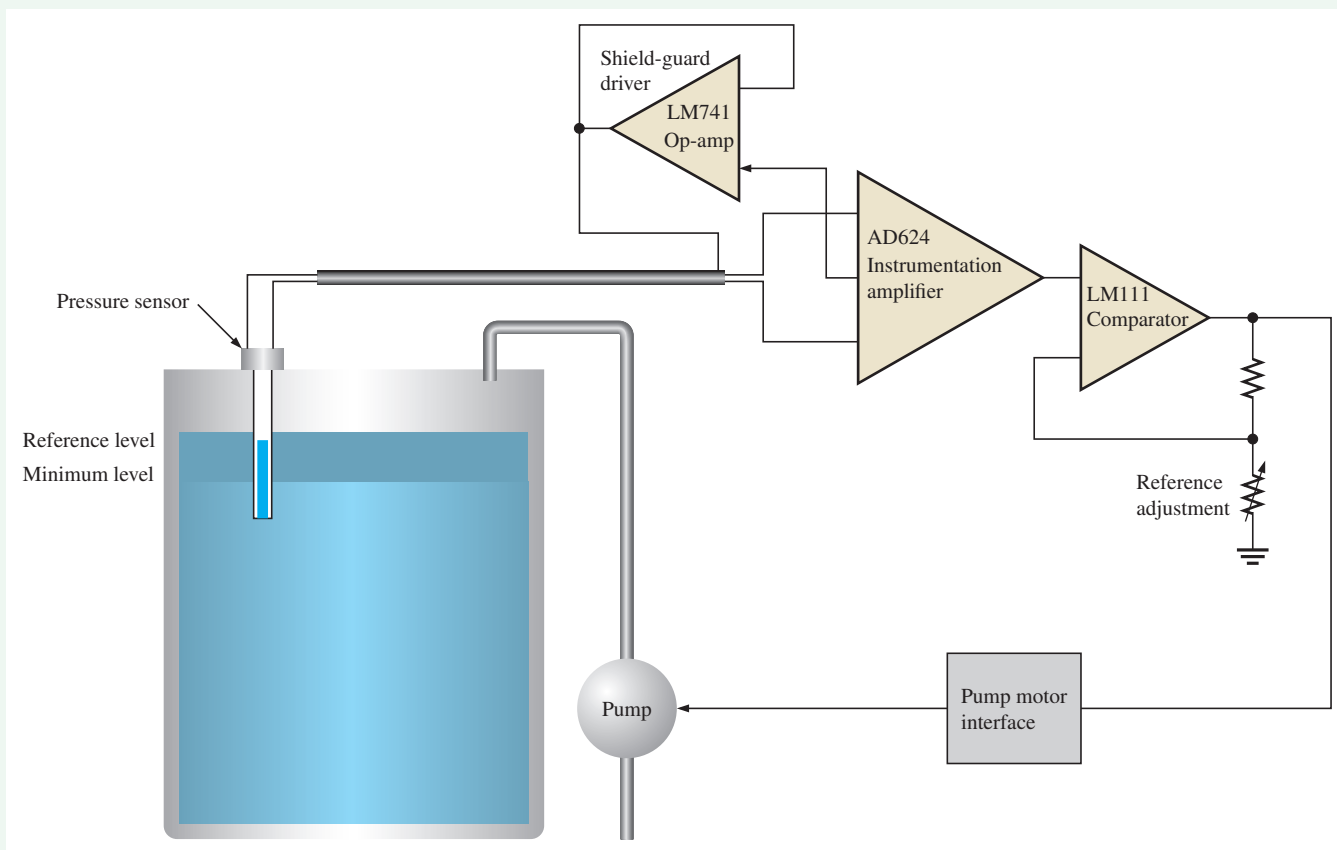 Shield-guard
driver
LM741
Op-amp
AD624
Instrumentation
amplifier
LM111
Comparator
Pressure sensor
Reference level
Minimum level
Reference
adjustment
Pump
Pump motor
interface